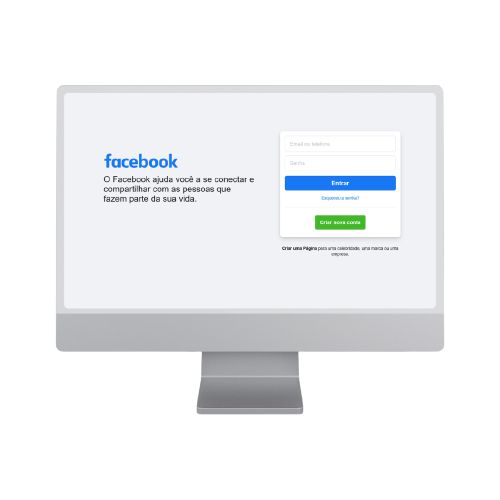 facebook
O Facebook ajuda você a se conectar e
compartilhar com as pessoas que
fazem parte da sua vida.
Email ou telefone
Senha
Entrar
Esqueceu a senha?
Criar nova conta
Criar uma Página para uma celebridade, uma marca ou uma
empresa.